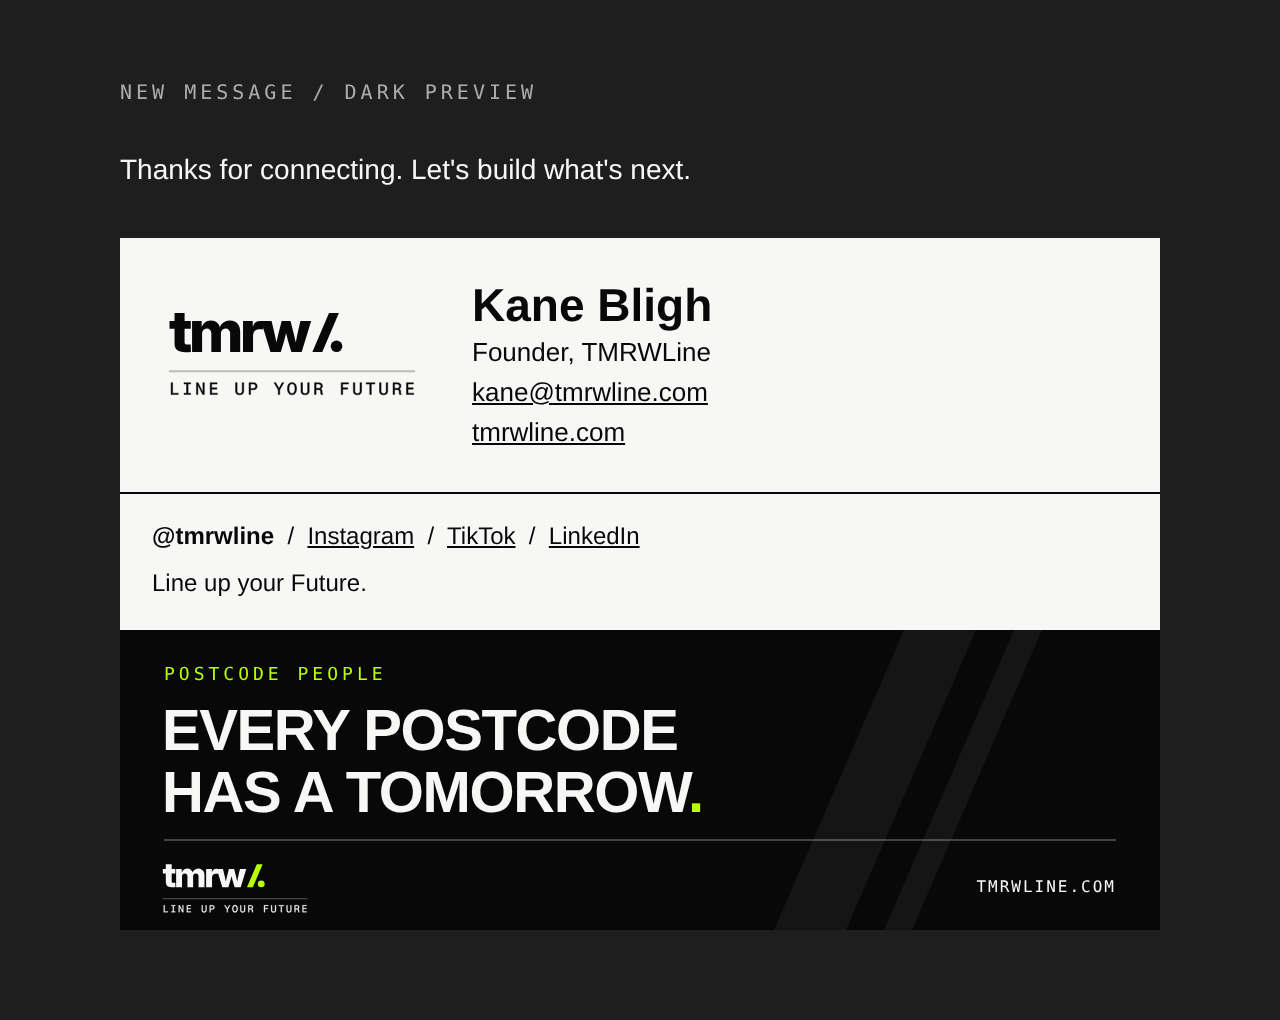 NEW MESSAGE / DARK PREVIEW
Thanks for connecting. Let's build what's next.
tmrw/.
LINE UP YOUR FUTURE
Kane Bligh
Founder, TMRWLine
kane@tmrwline.com
tmrwline.com
@tmrwline / Instagram / TikTok / LinkedIn
Line up your Future.
POSTCODE PEOPLE
EVERY POSTCODE
HAS A TOMORROW.
tmrw/.
LINE UP YOUR FUTURE
TMRWLINE.COM